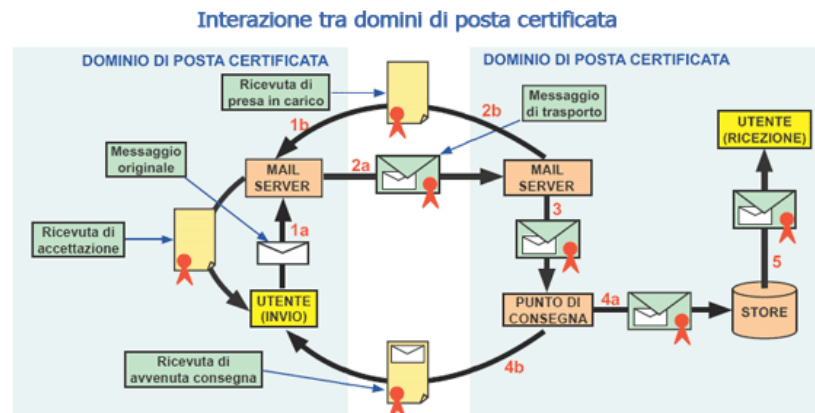 Interazione tra domini di posta certificata
DOMINIO DI POSTA CERTIFICATA
DOMINIO DI POSTA CERTIFICATA
Ricevuta di
presa in carico
Messaggio
di trasporto
1b
2b
UTENTE
(RICEZIONE)
Messaggio
originale
2a
MAIL
SERVER
MAIL
SERVER
3
Ricevuta di
accettazione
1a
5
UTENTE
(INVIO)
PUNTO DI
CONSEGNA
4a
STORE
Ricevuta di
avvenuta consegna
4b